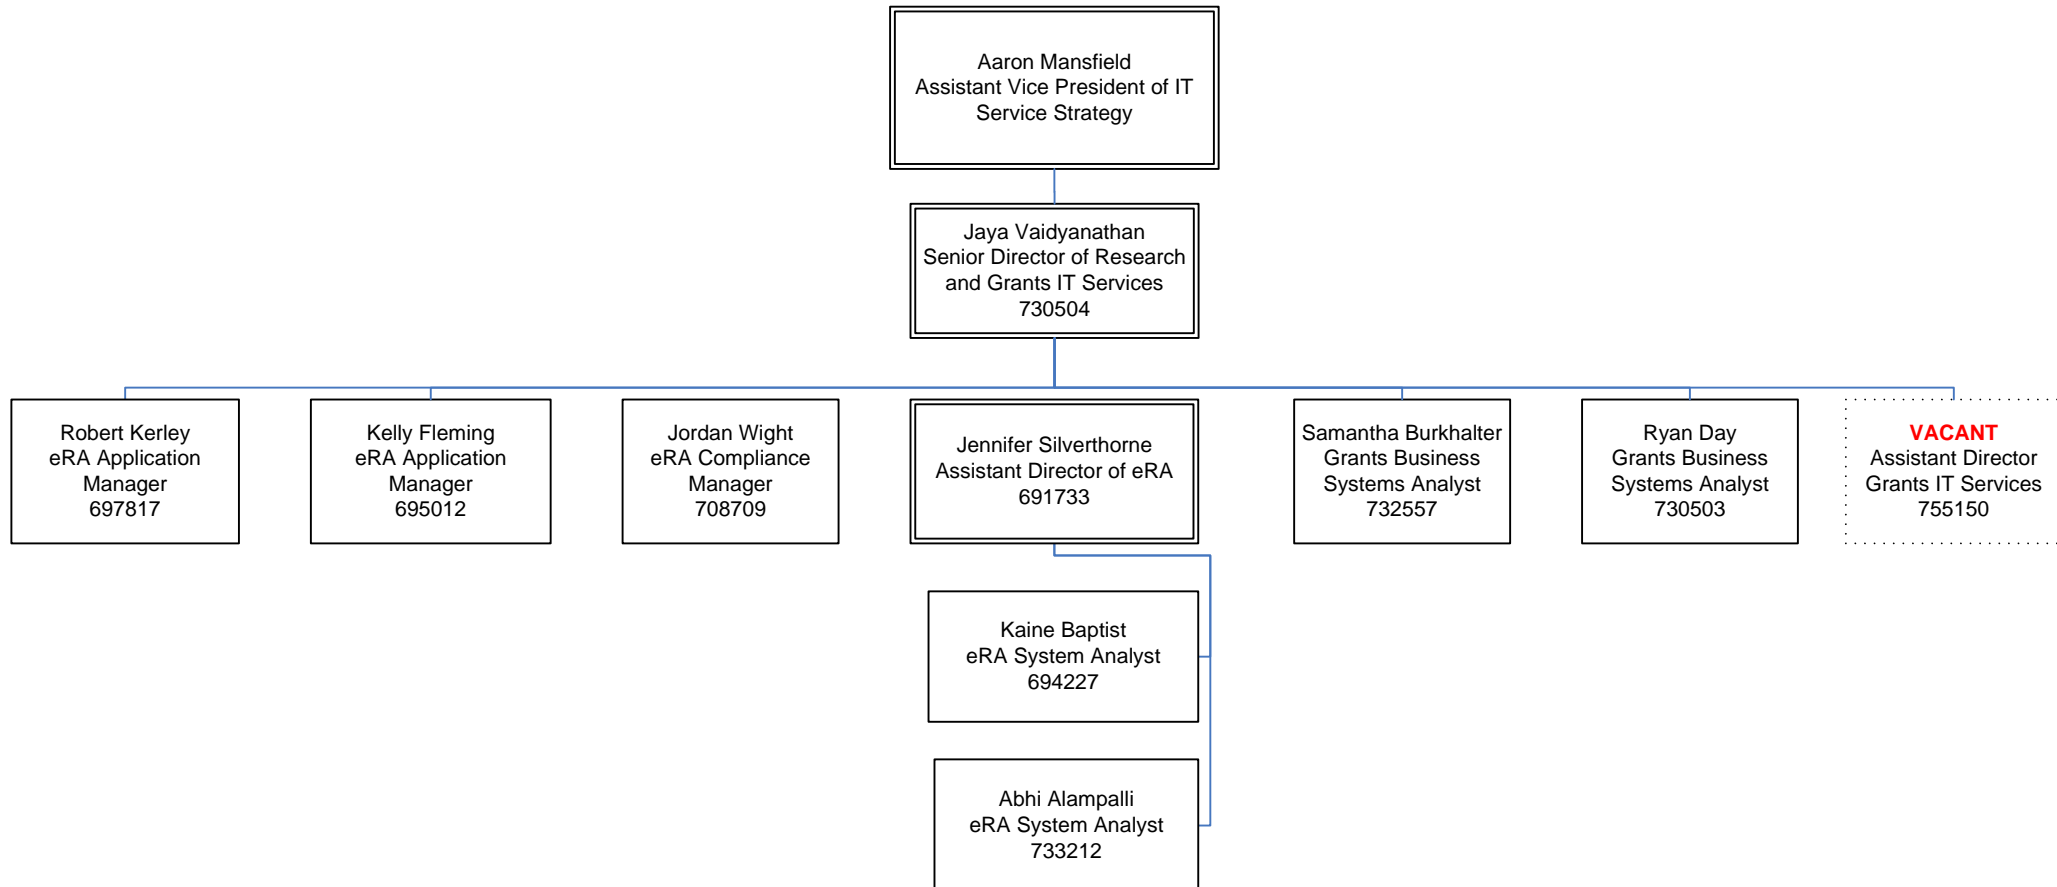 Aaron Mansfield
Assistant Vice President of IT
Service Strategy
Jaya Vaidyanathan
Senior Director of Research
and Grants IT Services
730504
Robert Kerley
eRA Application
Manager
697817
Kelly Fleming
eRA Application
Manager
695012
Jordan Wight
eRA Compliance
Manager
708709
Jennifer Silverthorne
Assistant Director of eRA
691733
Samantha Burkhalter
Grants Business
Systems Analyst
732557
Ryan Day
Grants Business
Systems Analyst
730503
VACANT
Assistant Director
Grants IT Services
755150
Kaine Baptist
eRA System Analyst
694227
Abhi Alampalli
eRA System Analyst
733212